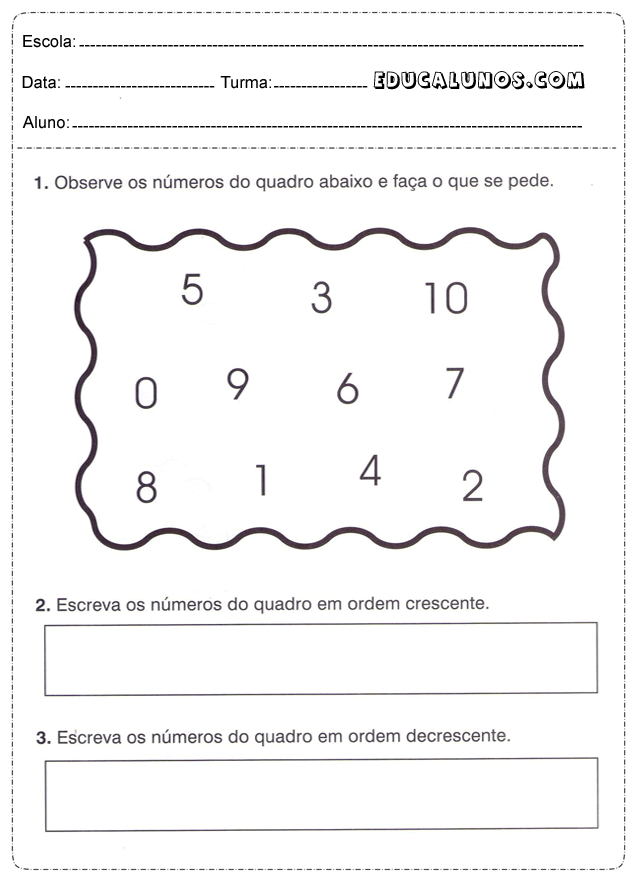 Escola:
Data: Turma: EDUCALUNOS.COM
Aluno:
1. Observe os números do quadro abaixo e faça o que se pede.
5 3 10
0 9 6 7
8 1 4 2
2. Escreva os números do quadro em ordem crescente.
3. Escreva os números do quadro em ordem decrescente.